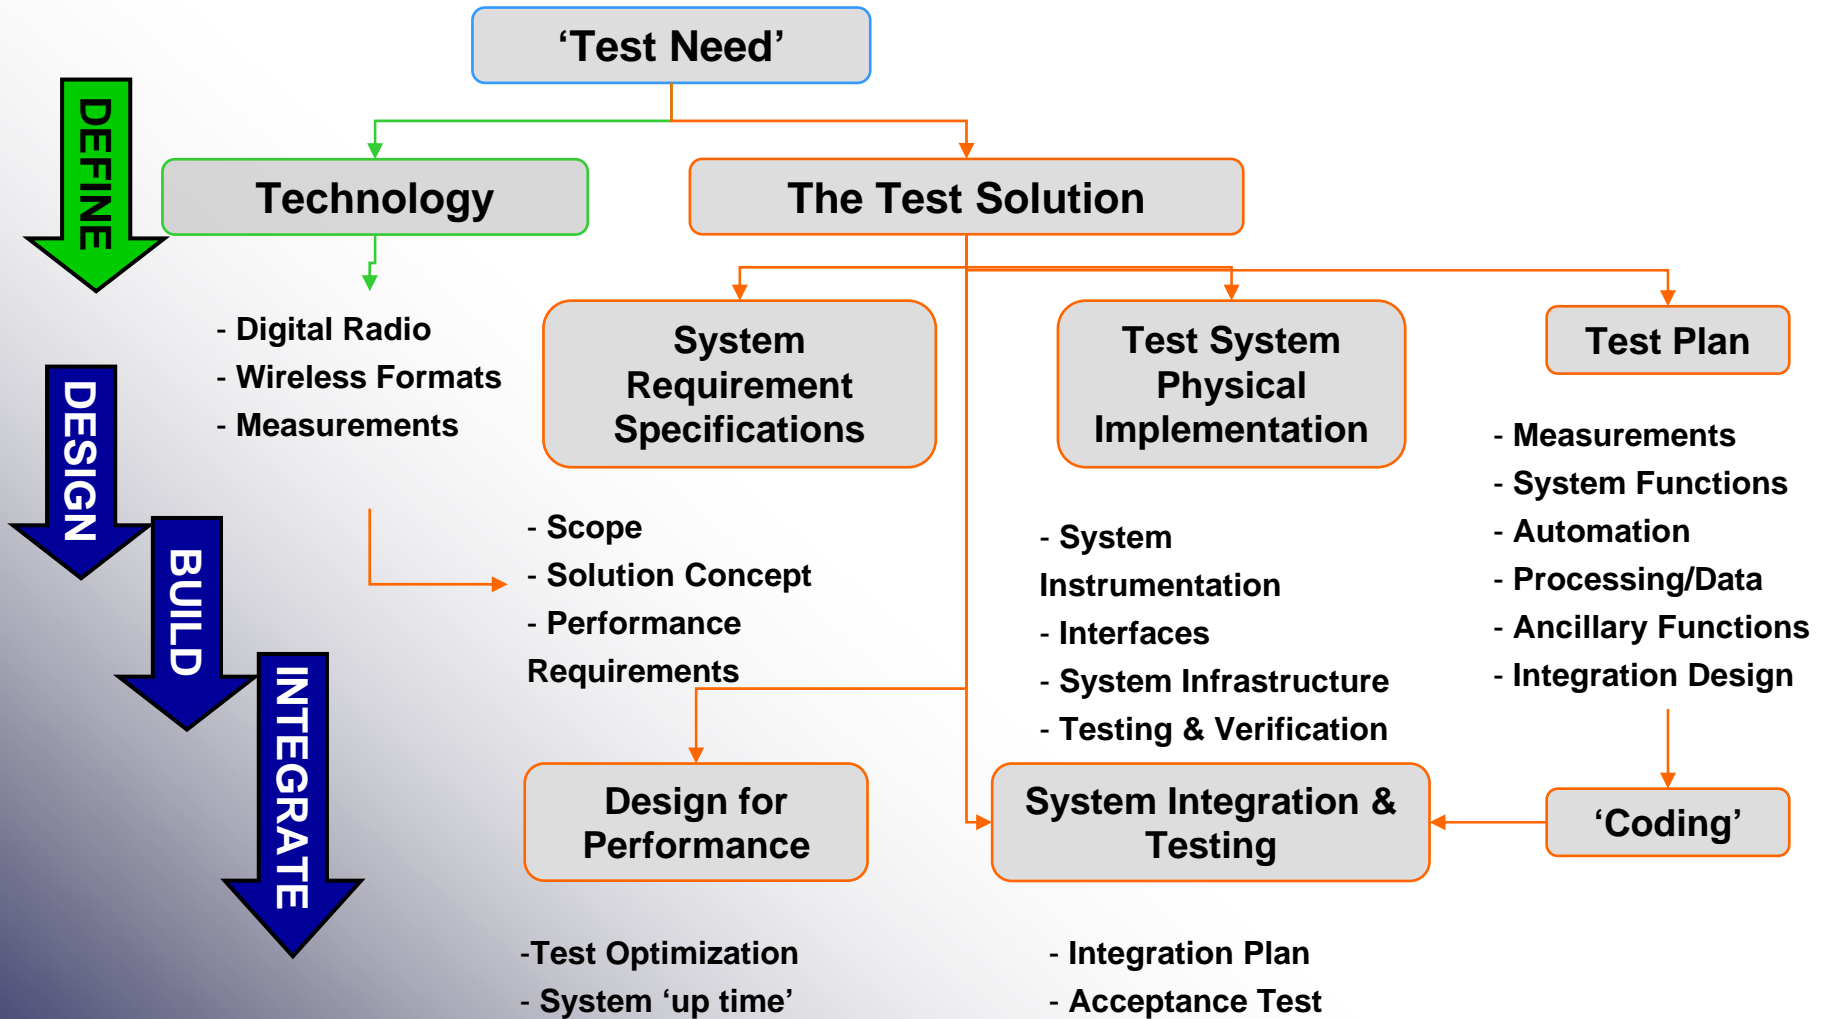 ‘Test Need’
DEFINE
Technology
The Test Solution
- Digital Radio
- Wireless Formats
- Measurements
System
Requirement
Specifications
Test System
Physical
Implementation
Test Plan
DESIGN
- Measurements
- System Functions
- Automation
- Processing/Data
- Ancillary Functions
- Integration Design
- Scope
- Solution Concept
- Performance
Requirements
- System
Instrumentation
- Interfaces
- System Infrastructure
- Testing & Verification
BUILD
INTEGRATE
Design for
Performance
System Integration &
Testing
‘Coding’
-Test Optimization
- System ‘up time’
- Integration Plan
- Acceptance Test